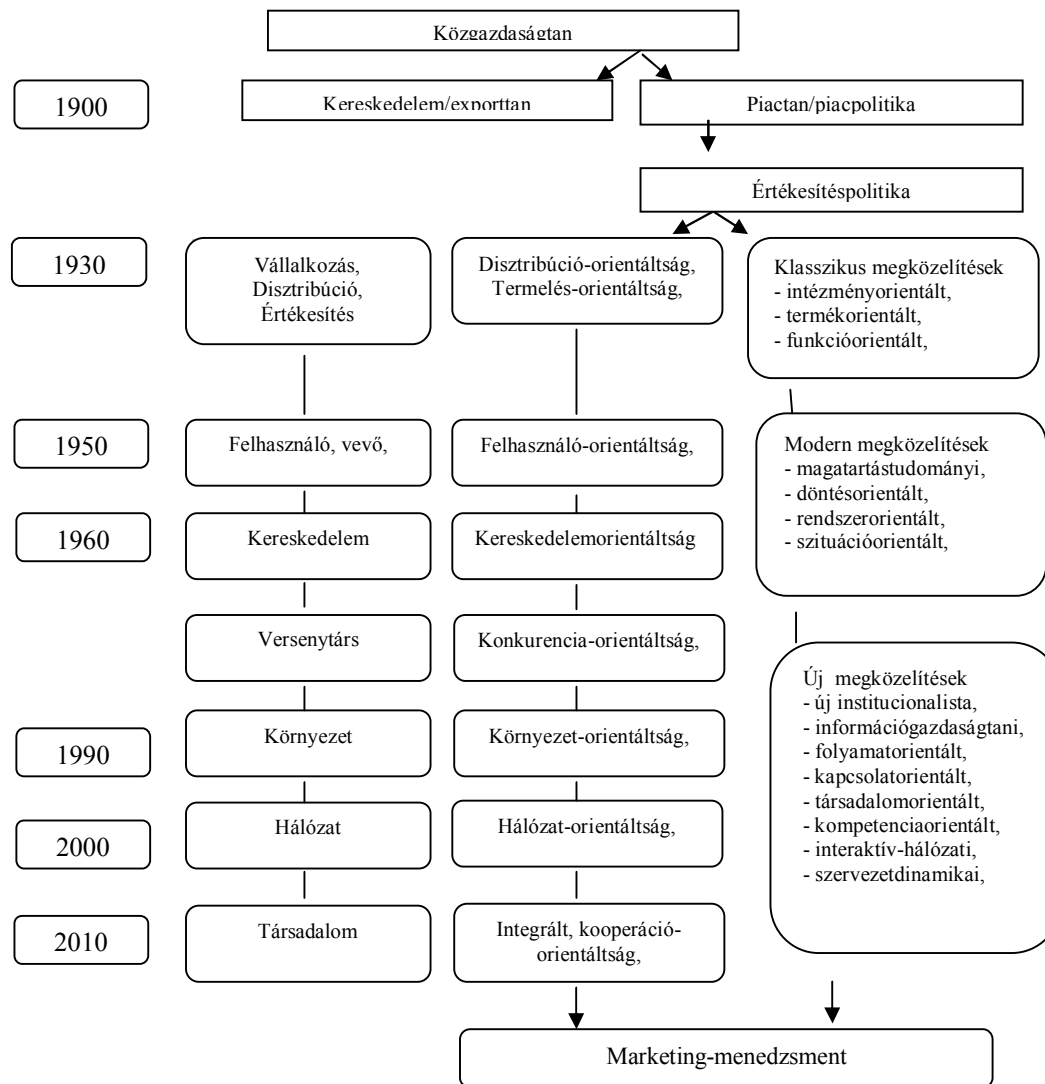 Közgazdaságtan
1900
Kereskedelem/exporttan
Piactan/piacpolitika
Értékesítéspolitika
1930
Vállalkozás,
Disztribúció,
Értékesítés
Disztribúció-orientáltság,
Termelés-orientáltság,
Klasszikus megközelítések
- intézményorientált,
- termékorientált,
- funkcióorientált,
1950
Felhasználó, vevő,
Felhasználó-orientáltság,
Modern megközelítések
- magatartástudományi,
- döntésorientált,
- rendszerorientált,
- szituációorientált,
1960
Kereskedelem
Kereskedelemorientáltság
Versenytárs
Konkurencia-orientáltság,
Új megközelítések
- új institucionalista,
- információgazdaságtani,
- folyamatorientált,
- kapcsolatorientált,
- társadalomorientált,
- kompetenciaorientált,
- interaktív-hálózati,
- szervezetdinamikai,
1990
Környezet
Környezet-orientáltság,
2000
Hálózat
Hálózat-orientáltság,
2010
Társadalom
Integrált, kooperáció-
orientáltság,
Marketing-menedzsment